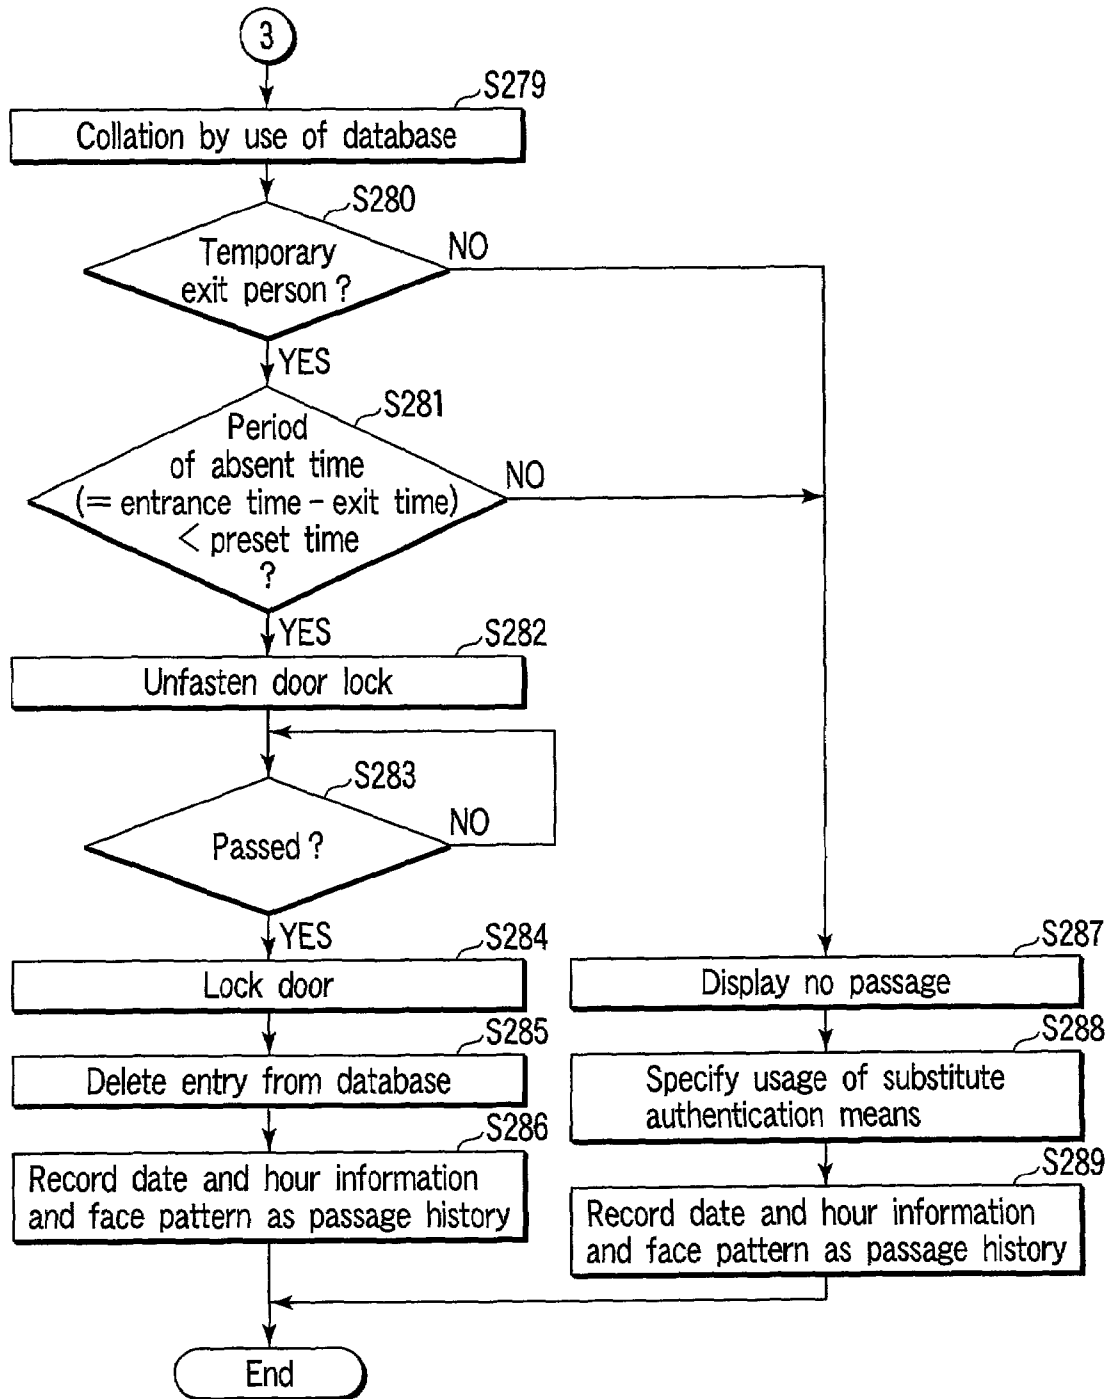 3
S279
Collation by use of database
S280
Temporary
exit person ?
NO
YES
S281
Period
of absent time
(= entrance time - exit time)
< preset time
?
NO
YES
S282
Unfasten door lock
S283
Passed ?
NO
YES
S284
Lock door
S285
Delete entry from database
S286
Record date and hour information
and face pattern as passage history
S287
Display no passage
S288
Specify usage of substitute
authentication means
S289
Record date and hour information
and face pattern as passage history
End